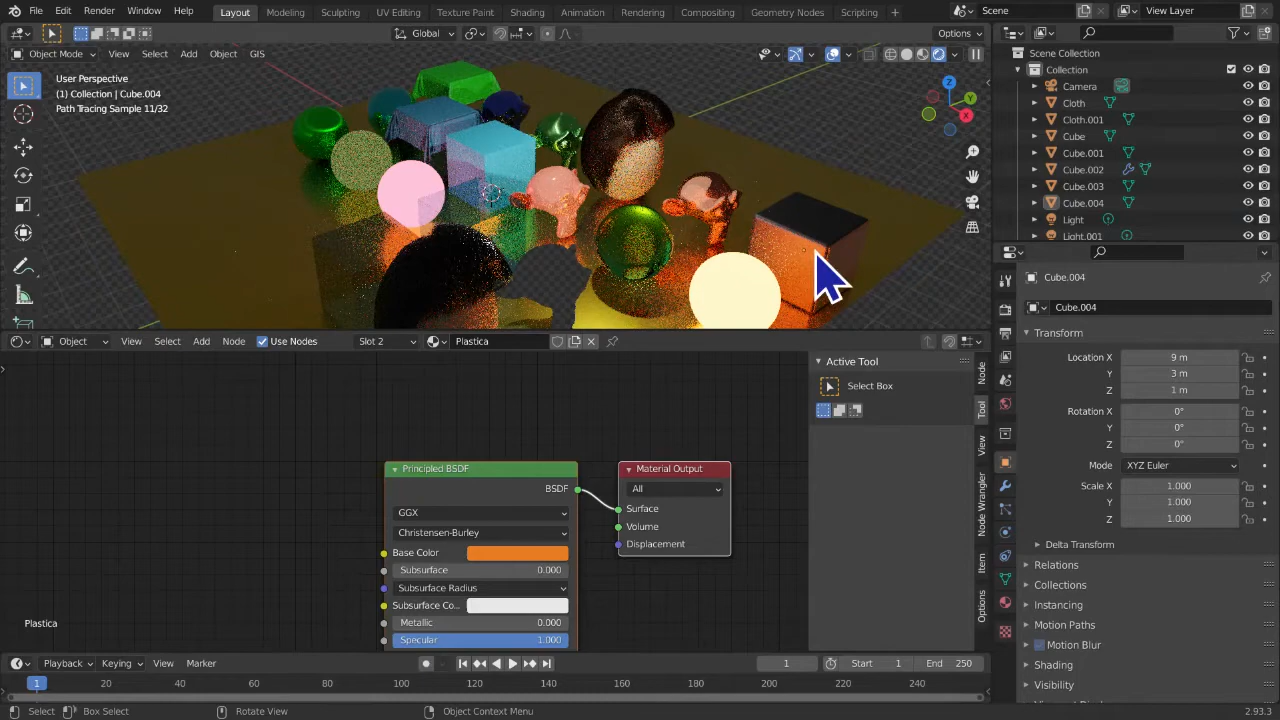 File Edit Render Window Help Layout Modeling Sculpting UV Editing Texture Paint Shading Animation Rendering Compositing Geometry Nodes Scripting + Scene View Layer
Global Options
Object Mode View Select Add Object GIS
User Perspective
(1) Collection | Cube.004
Path Tracing Sample 11/32
Z
Y
X
Scene Collection
Collection
Camera
Cloth
Cloth.001
Cube
Cube.001
Cube.002
Cube.003
Cube.004
Light
Light.001
Object View Select Add Node Use Nodes Slot 2 Plastica
Active Tool
Select Box
Node
Tool
View
Node Wrangler
Item
Options
Principled BSDF
BSDF
GGX
Christensen-Burley
Base Color
Subsurface 0.000
Subsurface Radius
Subsurface Co...
Metallic 0.000
Specular 1.000
Material Output
All
Surface
Volume
Displacement
Plastica
Cube.004
Cube.004
Transform
Location X 9 m
Y 3 m
Z 1 m
Rotation X 0°
Y 0°
Z 0°
Mode XYZ Euler
Scale X 1.000
Y 1.000
Z 1.000
Delta Transform
Relations
Collections
Instancing
Motion Paths
Motion Blur
Shading
Visibility
Playback Keying View Marker 1 Start 1 End 250
1 20 40 60 80 100 120 140 160 180 200 220 240
Select Box Select Rotate View Object Context Menu 2.93.3